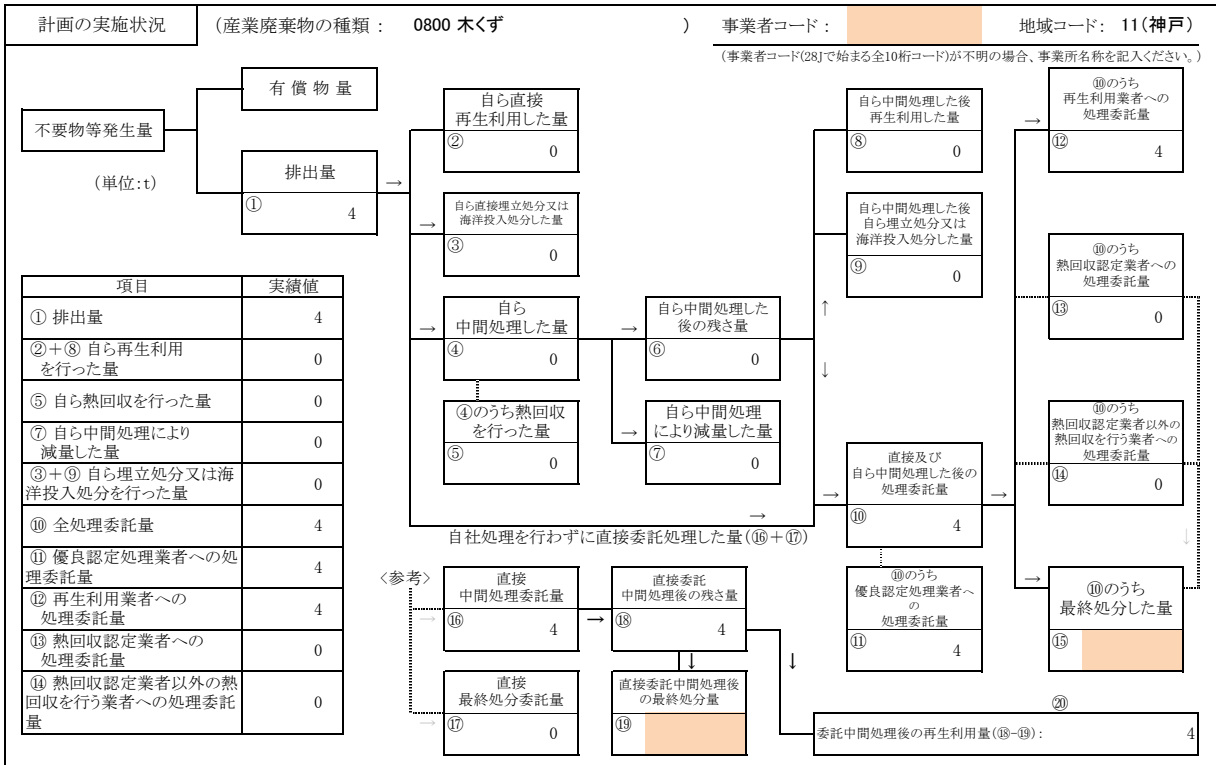 計画の実施状況 (産業廃棄物の種類： 0800 木くず ) 事業者コード： 地域コード： 11(神戸)
(事業者コード(28Jで始まる全10桁コード)が不明の場合、事業所名称を記入ください。)
不要物等発生量
(単位:t)
有 償 物 量
排出量
① 4
→
自ら直接
再生利用した量
② 0
→
自ら直接埋立処分又は
海洋投入処分した量
③ 0
→
自ら
中間処理した量
④ 0
④のうち熱回収
を行った量
⑤ 0
→
自ら中間処理した
後の残さ量
⑥ 0
→
自ら中間処理
により減量した量
⑦ 0
自ら中間処理した後
再生利用した量
⑧ 0
自ら中間処理した後
自ら埋立処分又は
海洋投入処分した量
⑨ 0
↑
↓
→
直接及び
自ら中間処理した後の
処理委託量
⑩ 4
→
⑩のうち
優良認定処理業者へ
の
処理委託量
⑪ 4
→
⑩のうち
再生利用業者への
処理委託量
⑫ 4
⑩のうち
熱回収認定業者への
処理委託量
⑬ 0
⑩のうち
熱回収認定業者以外の
熱回収を行う業者への
処理委託量
⑭ 0
↓
→
⑩のうち
最終処分した量
⑮
→
自社処理を行わずに直接委託処理した量(⑯＋⑰)
〈参考〉
→
直接
中間処理委託量
⑯ 4
→
直接委託
中間処理後の残さ量
⑱ 4
↓
↓
→
直接
最終処分委託量
⑰ 0
直接委託中間処理後
の最終処分量
⑲
⑳
委託中間処理後の再生利用量(⑱-⑲)： 4
項目 実績値
① 排出量 4
②＋⑧ 自ら再生利用
を行った量 0
⑤ 自ら熱回収を行った量 0
⑦ 自ら中間処理により
減量した量 0
③＋⑨ 自ら埋立処分又は海
洋投入処分を行った量 0
⑩ 全処理委託量 4
⑪ 優良認定処理業者への処
理委託量 4
⑫ 再生利用業者への
処理委託量 4
⑬ 熱回収認定業者への
処理委託量 0
⑭ 熱回収認定業者以外の熱
回収を行う業者への処理委託
量 0